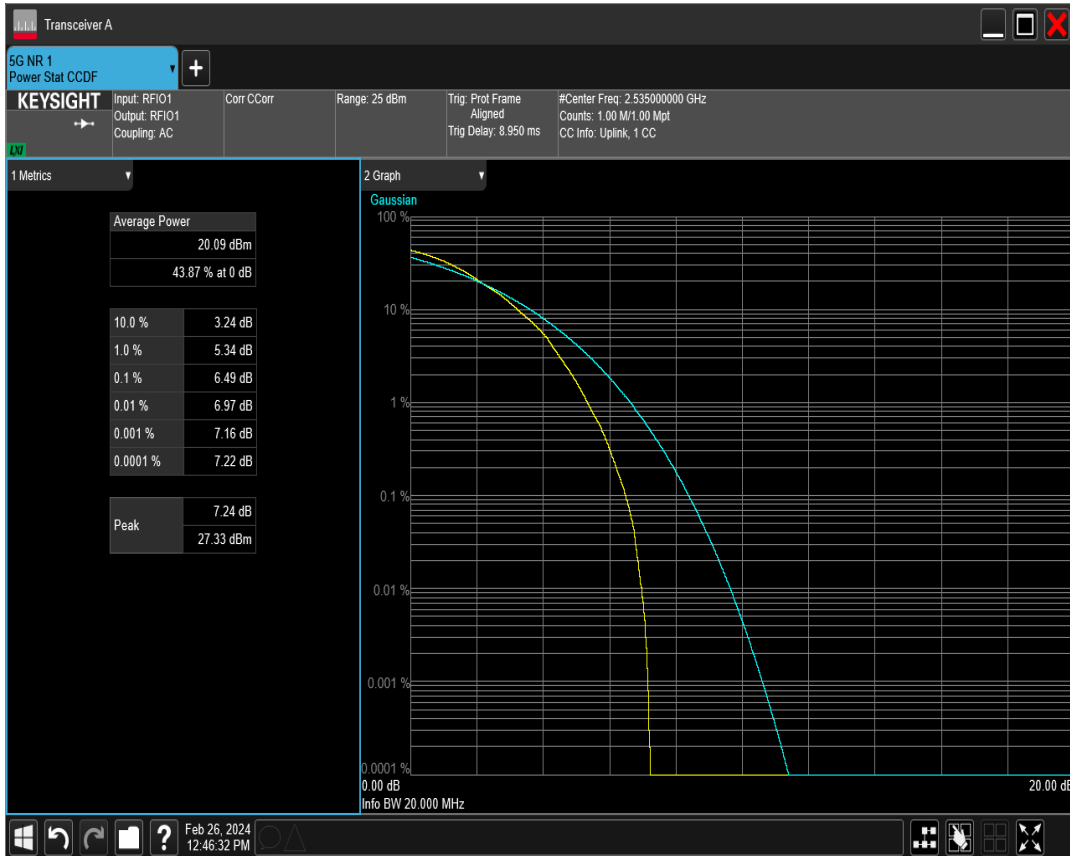 Transceiver A
5G NR 1
Power Stat CCDF
KEYSIGHT
LXI
Input: RFIO1
Output: RFIO1
Coupling: AC
Corr CCorr
Range: 25 dBm
Trig: Prot Frame
Aligned
Trig Delay: 8.950 ms
#Center Freq: 2.535000000 GHz
Counts: 1.00 M/1.00 Mpt
CC Info: Uplink, 1 CC
1 Metrics
Average Power
20.09 dBm
43.87 % at 0 dB
10.0 % 3.24 dB
1.0 % 5.34 dB
0.1 % 6.49 dB
0.01 % 6.97 dB
0.001 % 7.16 dB
0.0001 % 7.22 dB
Peak 7.24 dB
27.33 dBm
2 Graph
Gaussian
100 %
10 %
1 %
0.1 %
0.01 %
0.001 %
0.0001 %
0.00 dB 20.00 dB
Info BW 20.000 MHz
? Feb 26, 2024
12:46:32 PM